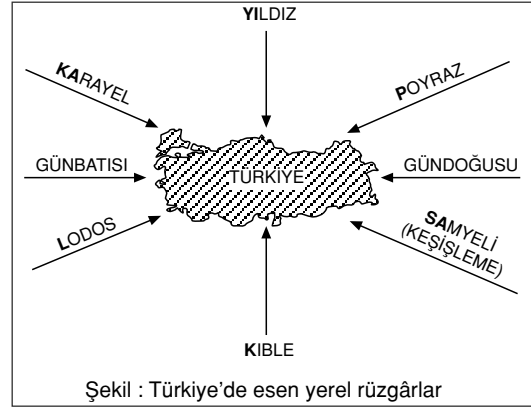 YILDIZ
KARAYEL
POYRAZ
GÜNBATISI
TÜRKİYE
GÜNDOĞUSU
LODOS
SAMYELİ
(KEŞİŞLEME)
KIBLE
Şekil : Türkiye'de esen yerel rüzgârlar